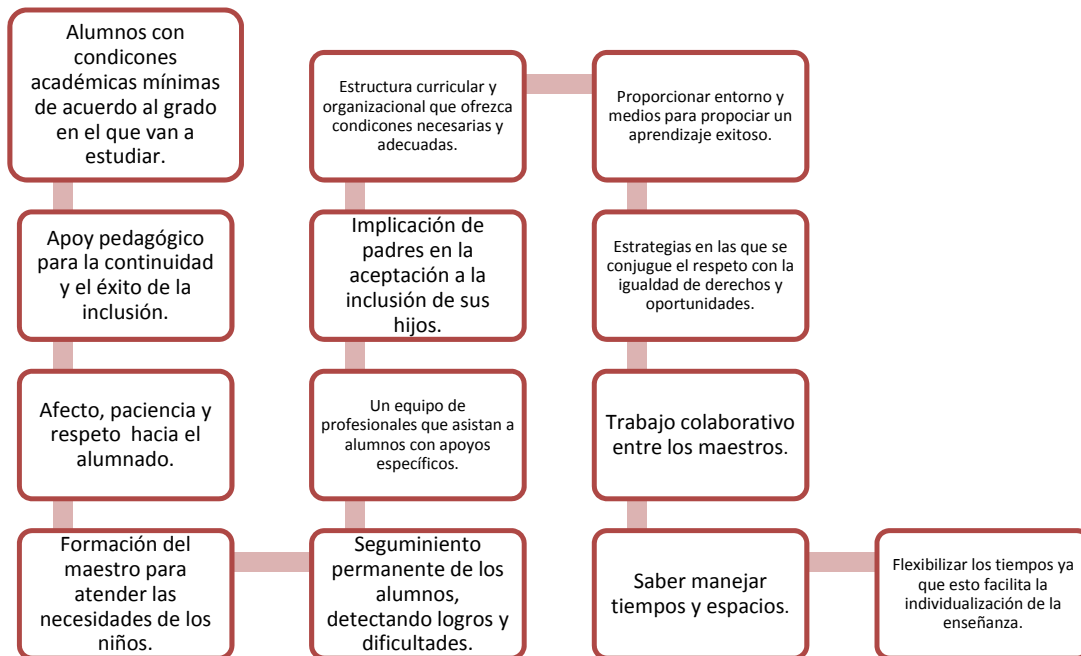 Alumnos con
condicones
académicas mínimas
de acuerdo al grado
en el que van a
estudiar.
Apoy pedagógico
para la continuidad
y el éxito de la
inclusión.
Afecto, paciencia y
respeto hacia el
alumnado.
Formación del
maestro para
atender las
necesidades de los
niños.
Seguminiento
permanente de los
alumnos,
detectando logros y
dificultades.
Un equipo de
profesionales que asistan a
alumnos con apoyos
específicos.
Implicación de
padres en la
aceptación a la
inclusión de sus
hijos.
Estructura curricular y
organizacional que ofrezca
condicones necesarias y
adecuadas.
Proporcionar entorno y
medios para propociar un
aprendizaje exitoso.
Estrategias en las que se
conjugue el respeto con la
igualdad de derechos y
oportunidades.
Trabajo colaborativo
entre los maestros.
Saber manejar
tiempos y espacios.
Flexibilizar los tiempos ya
que esto facilita la
individualización de la
enseñanza.